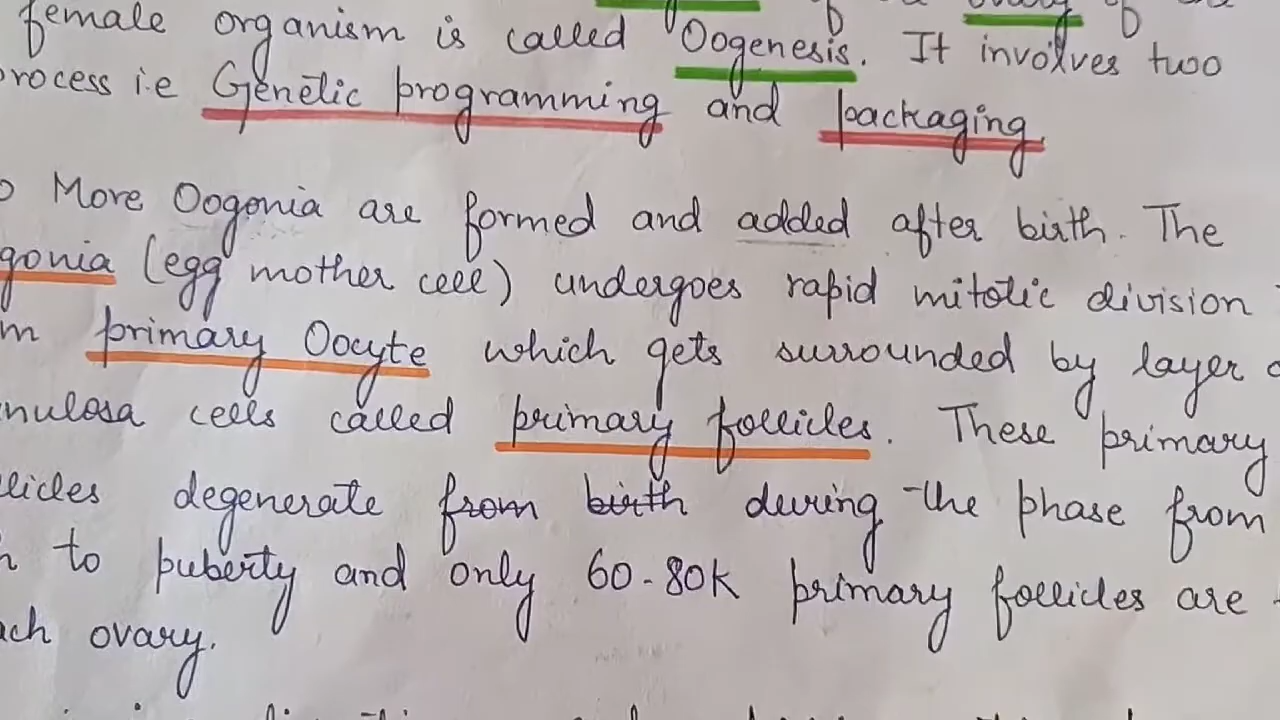 female organism is called Oogenesis. It involves two
process i.e Genetic programming and packaging.
More Oogonia are formed and added after birth. The
gonia (egg mother cell) undergoes rapid mitotic division
m primary Oocyte which gets surrounded by layer
nulosa cells called primary follicles. These primary
licles degenerate from birth during the phase from
h to puberty and only 60-80K primary follicles are
ach ovary.